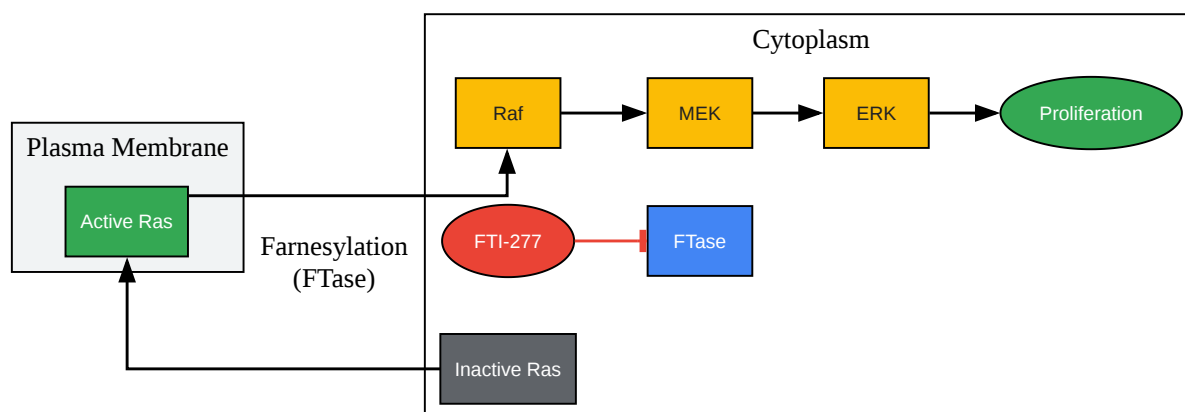 Cytoplasm
Raf
MEK
ERK
Proliferation
Plasma Membrane
Active Ras
Farnesylation
(FTase)
FTI-277
FTase
Inactive Ras